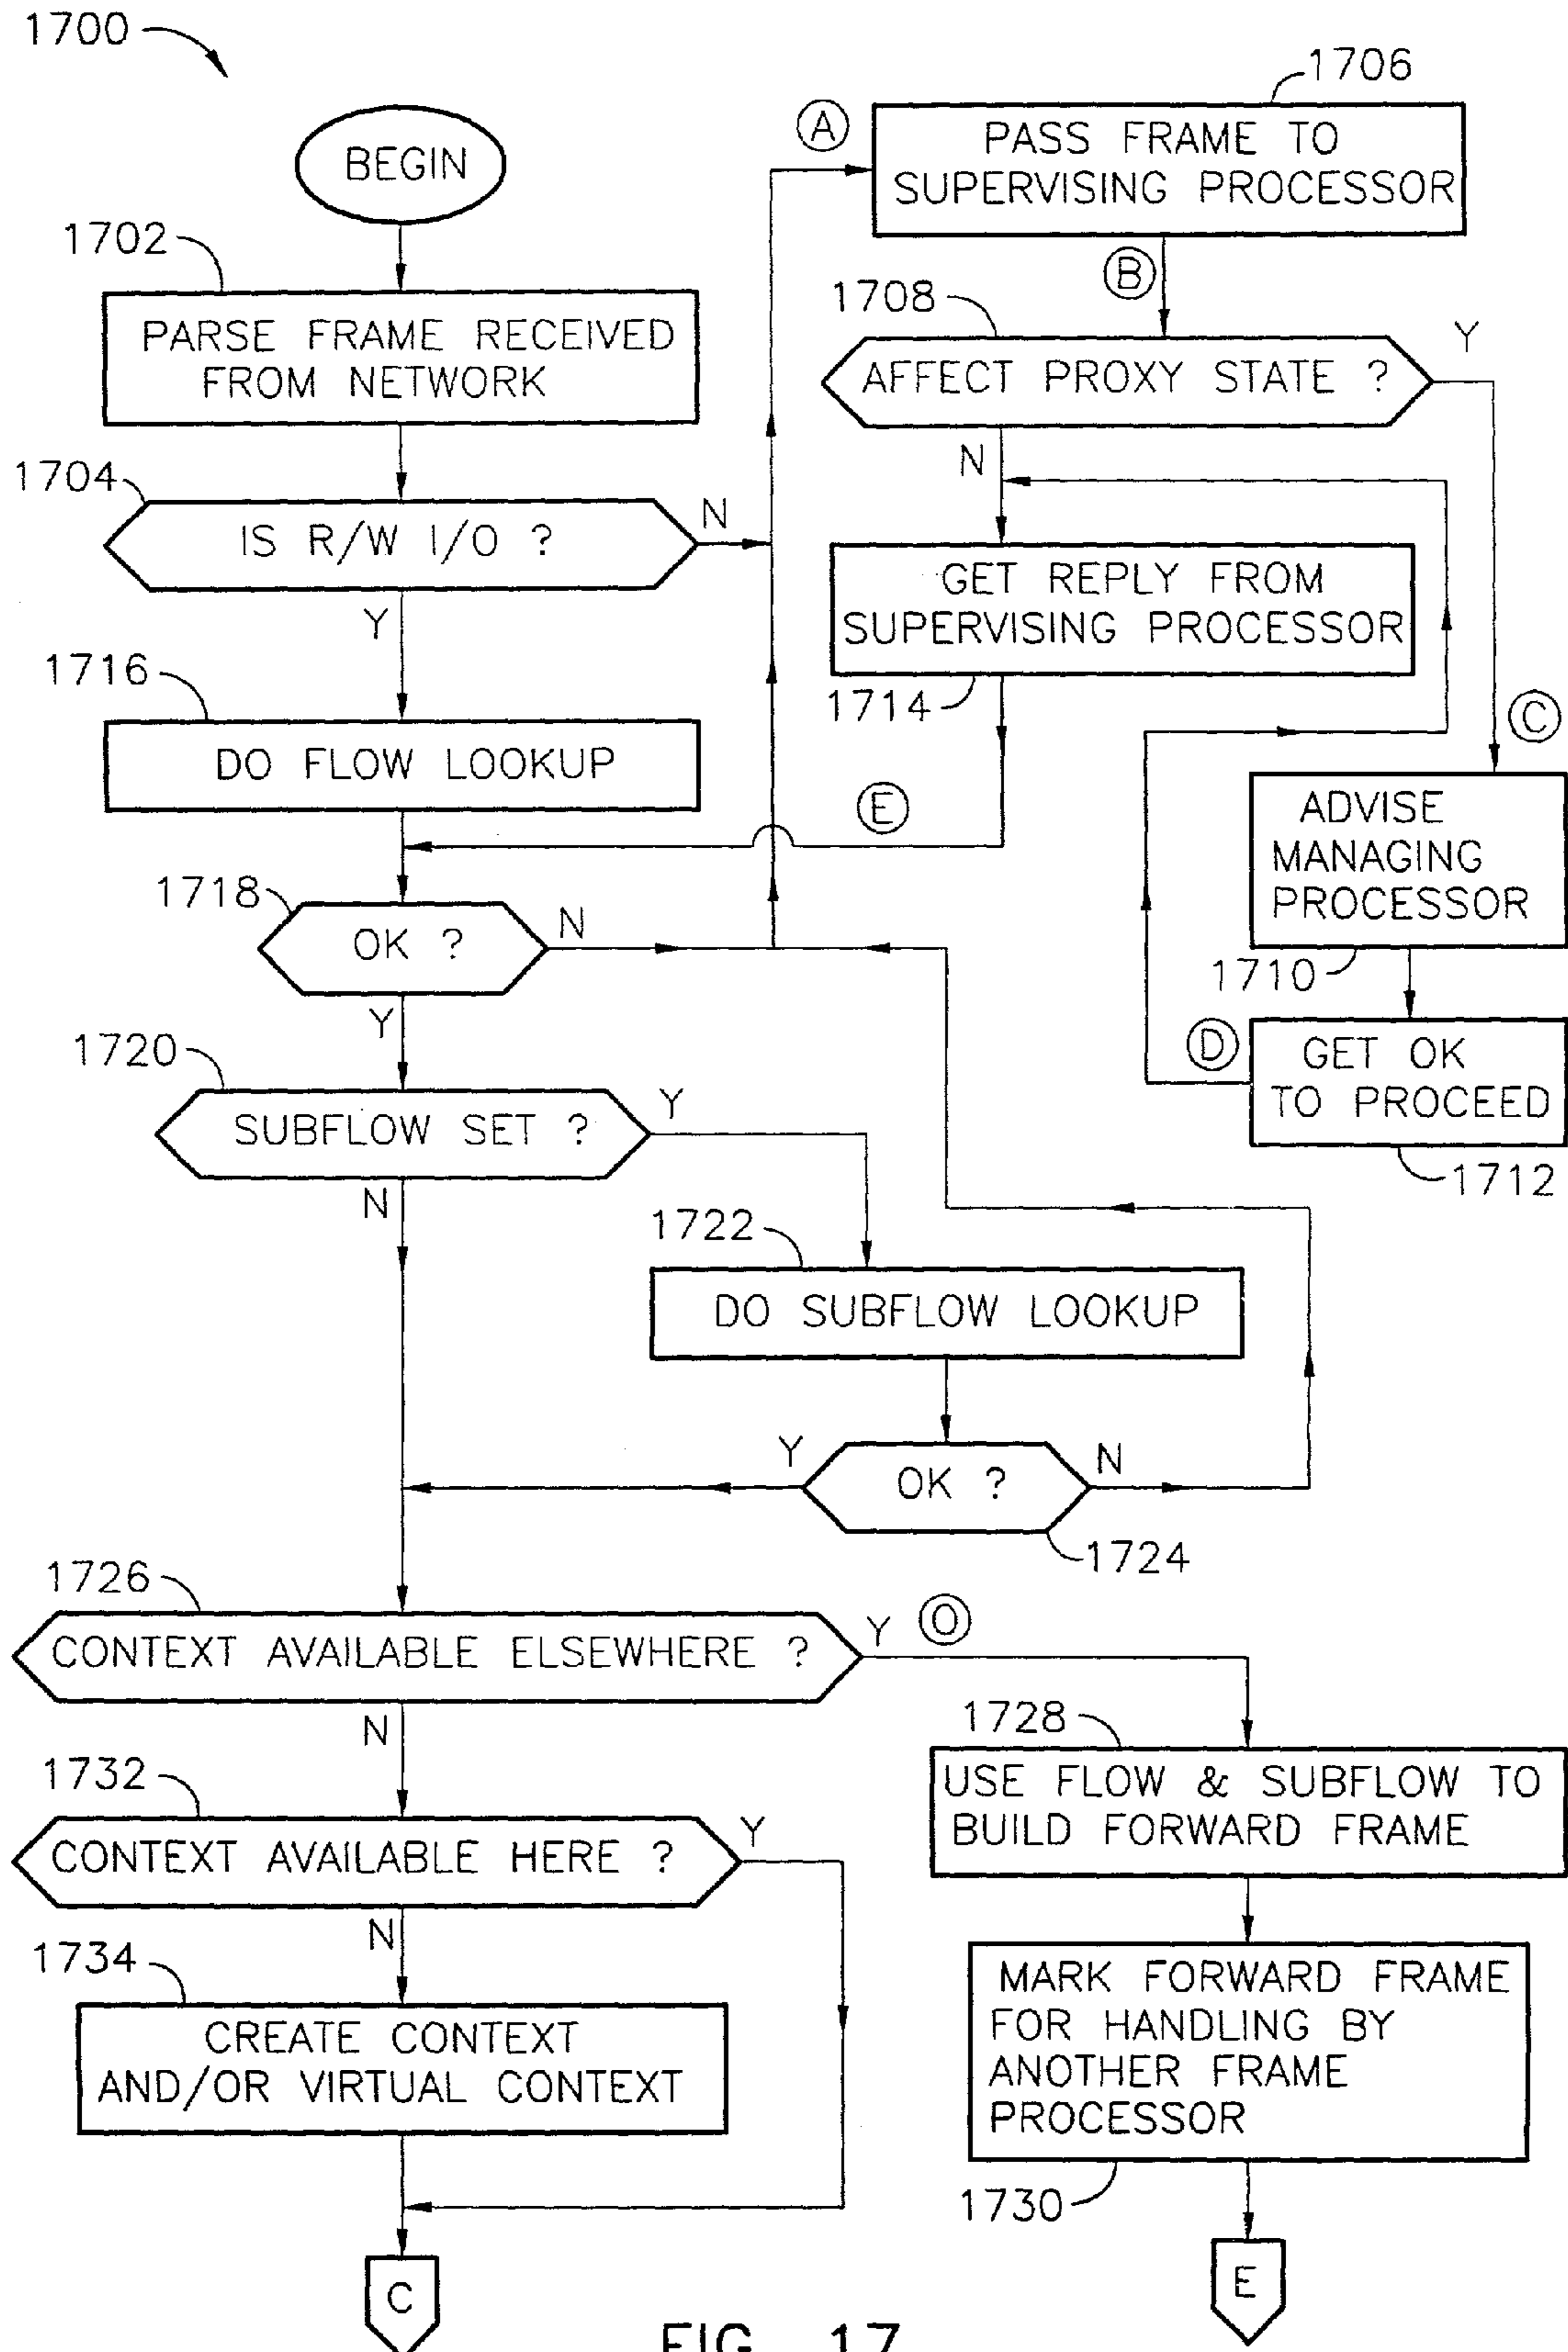 1700
BEGIN
1702
PARSE FRAME RECEIVED
FROM NETWORK
1704
IS R/W I/O ?
N
Y
1716
DO FLOW LOOKUP
1718
OK ?
N
Y
1720
SUBFLOW SET ?
Y
N
1722
DO SUBFLOW LOOKUP
Y
OK ?
N
1724
A
1706
PASS FRAME TO
SUPERVISING PROCESSOR
B
1708
AFFECT PROXY STATE ?
Y
N
GET REPLY FROM
SUPERVISING PROCESSOR
1714
E
C
ADVISE
MANAGING
PROCESSOR
1710
D
GET OK
TO PROCEED
1712
1726
CONTEXT AVAILABLE ELSEWHERE ?
Y
O
N
1728
USE FLOW & SUBFLOW TO
BUILD FORWARD FRAME
MARK FORWARD FRAME
FOR HANDLING BY
ANOTHER FRAME
PROCESSOR
1730
E
1732
CONTEXT AVAILABLE HERE ?
Y
N
1734
CREATE CONTEXT
AND/OR VIRTUAL CONTEXT
C
FIG. 17